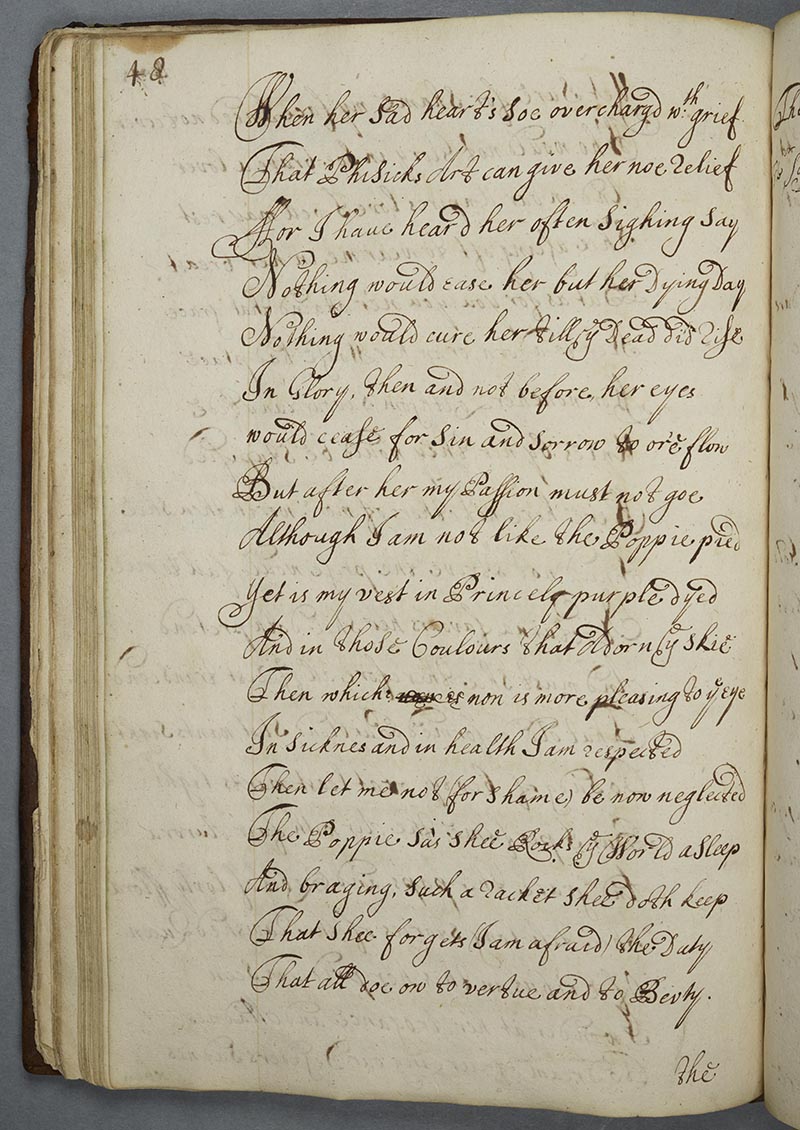 48
When her sad heart's soe overchargd wth: grief
That Phisicks Art can give her noe relief
ffor I haue heard her often sighing say
Nothing would ease her but her Dying Day
Nothing would cure her till ye Dead did rise
In Glory, then and not before, her eyes
would cease for sin and sorrow to ore flow
But after her my Passion must not goe
Although I am not like the Poppie pied
Yet is my vest in Princely purple dyed
And in those Coulours that Adorn ye skie
Then which non is more pleasing to ye eye
In sicknes and in health I am respected
Then let me not (for shame) be now neglected
The Poppie sais shee Rocks ye World a sleep
And, braging, such a racket shee doth keep
That shee forgets (I am afraid) the Duty
That all doe ow to vertue and to Bevty.
the